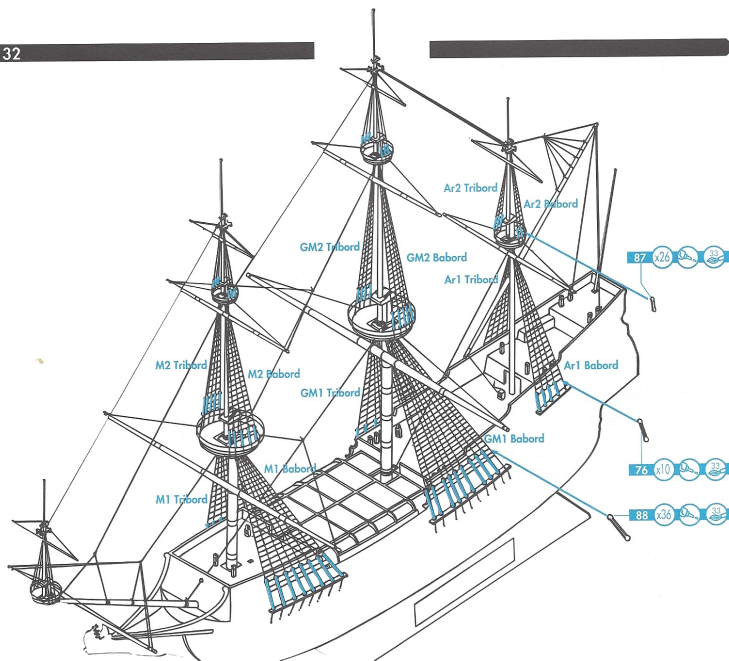 32
Ar2 Tribord
Ar2 Babord
GM2 Tribord
GM2 Babord
Ar1 Tribord
87 x26 33
M2 Tribord
M2 Babord
GM1 Tribord
Ar1 Babord
GM1 Babord
M1 Babord
76 x10 33
M1 Tribord
88 x36 33